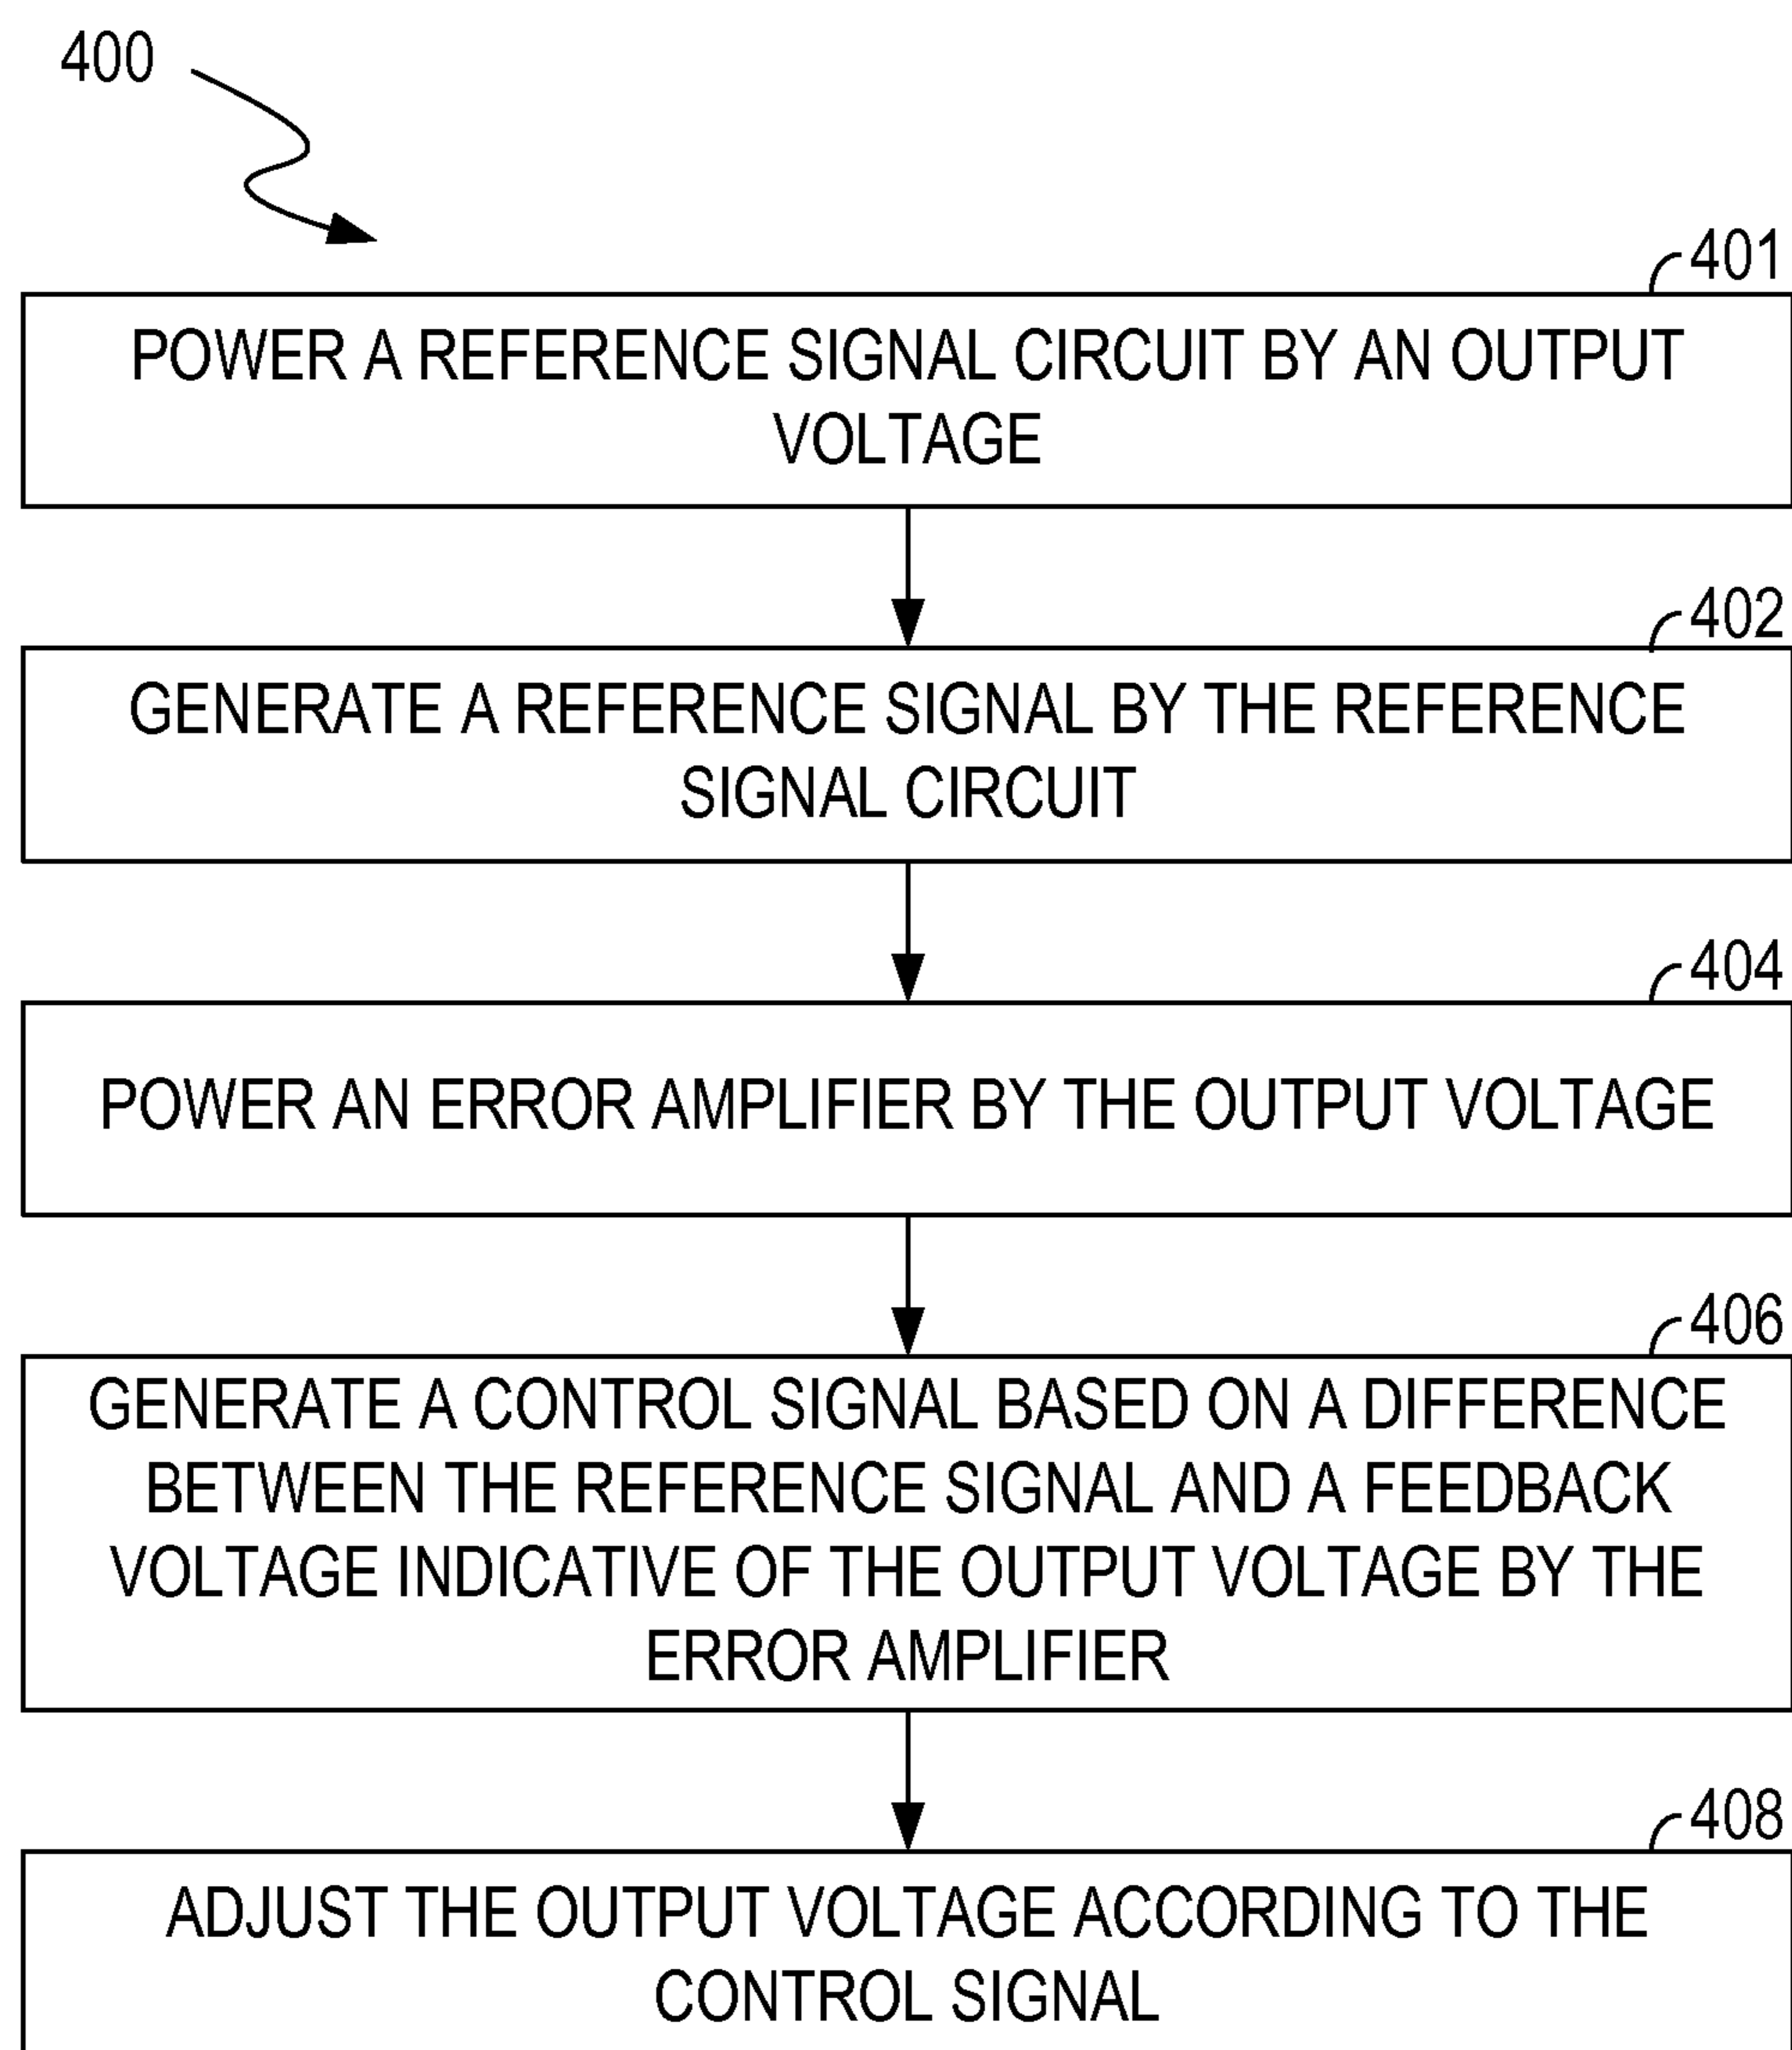 400
401
POWER A REFERENCE SIGNAL CIRCUIT BY AN OUTPUT
VOLTAGE
402
GENERATE A REFERENCE SIGNAL BY THE REFERENCE
SIGNAL CIRCUIT
404
POWER AN ERROR AMPLIFIER BY THE OUTPUT VOLTAGE
406
GENERATE A CONTROL SIGNAL BASED ON A DIFFERENCE
BETWEEN THE REFERENCE SIGNAL AND A FEEDBACK
VOLTAGE INDICATIVE OF THE OUTPUT VOLTAGE BY THE
ERROR AMPLIFIER
408
ADJUST THE OUTPUT VOLTAGE ACCORDING TO THE
CONTROL SIGNAL